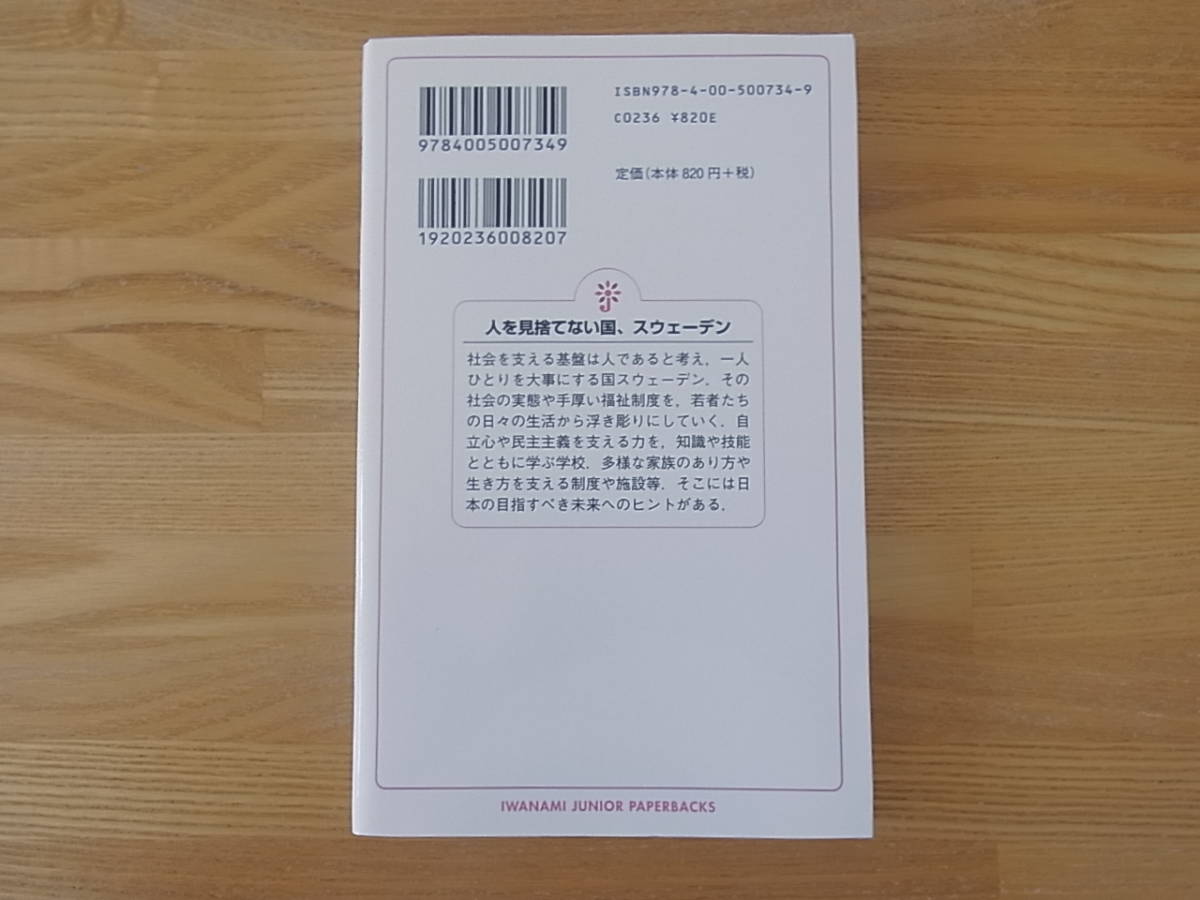 ISBN978-4-00-500734-9
9784005007349
C0236 ¥820E
定価(本体820円+税)
1920236008207
人を見捨てない国、スウェーデン
社会を支える基盤は人であると考え，一人
ひとりを大事にする国スウェーデン．その
社会の実態や手厚い福祉制度を，若者たち
の日々の生活から浮き彫りにしていく．自
立心や民主主義を支える力を，知識や技能
とともに学ぶ学校，多様な家族のあり方や
生き方を支える制度や施設等，そこには日
本の目指すべき未来へのヒントがある．
IWANAMI JUNIOR PAPERBACKS